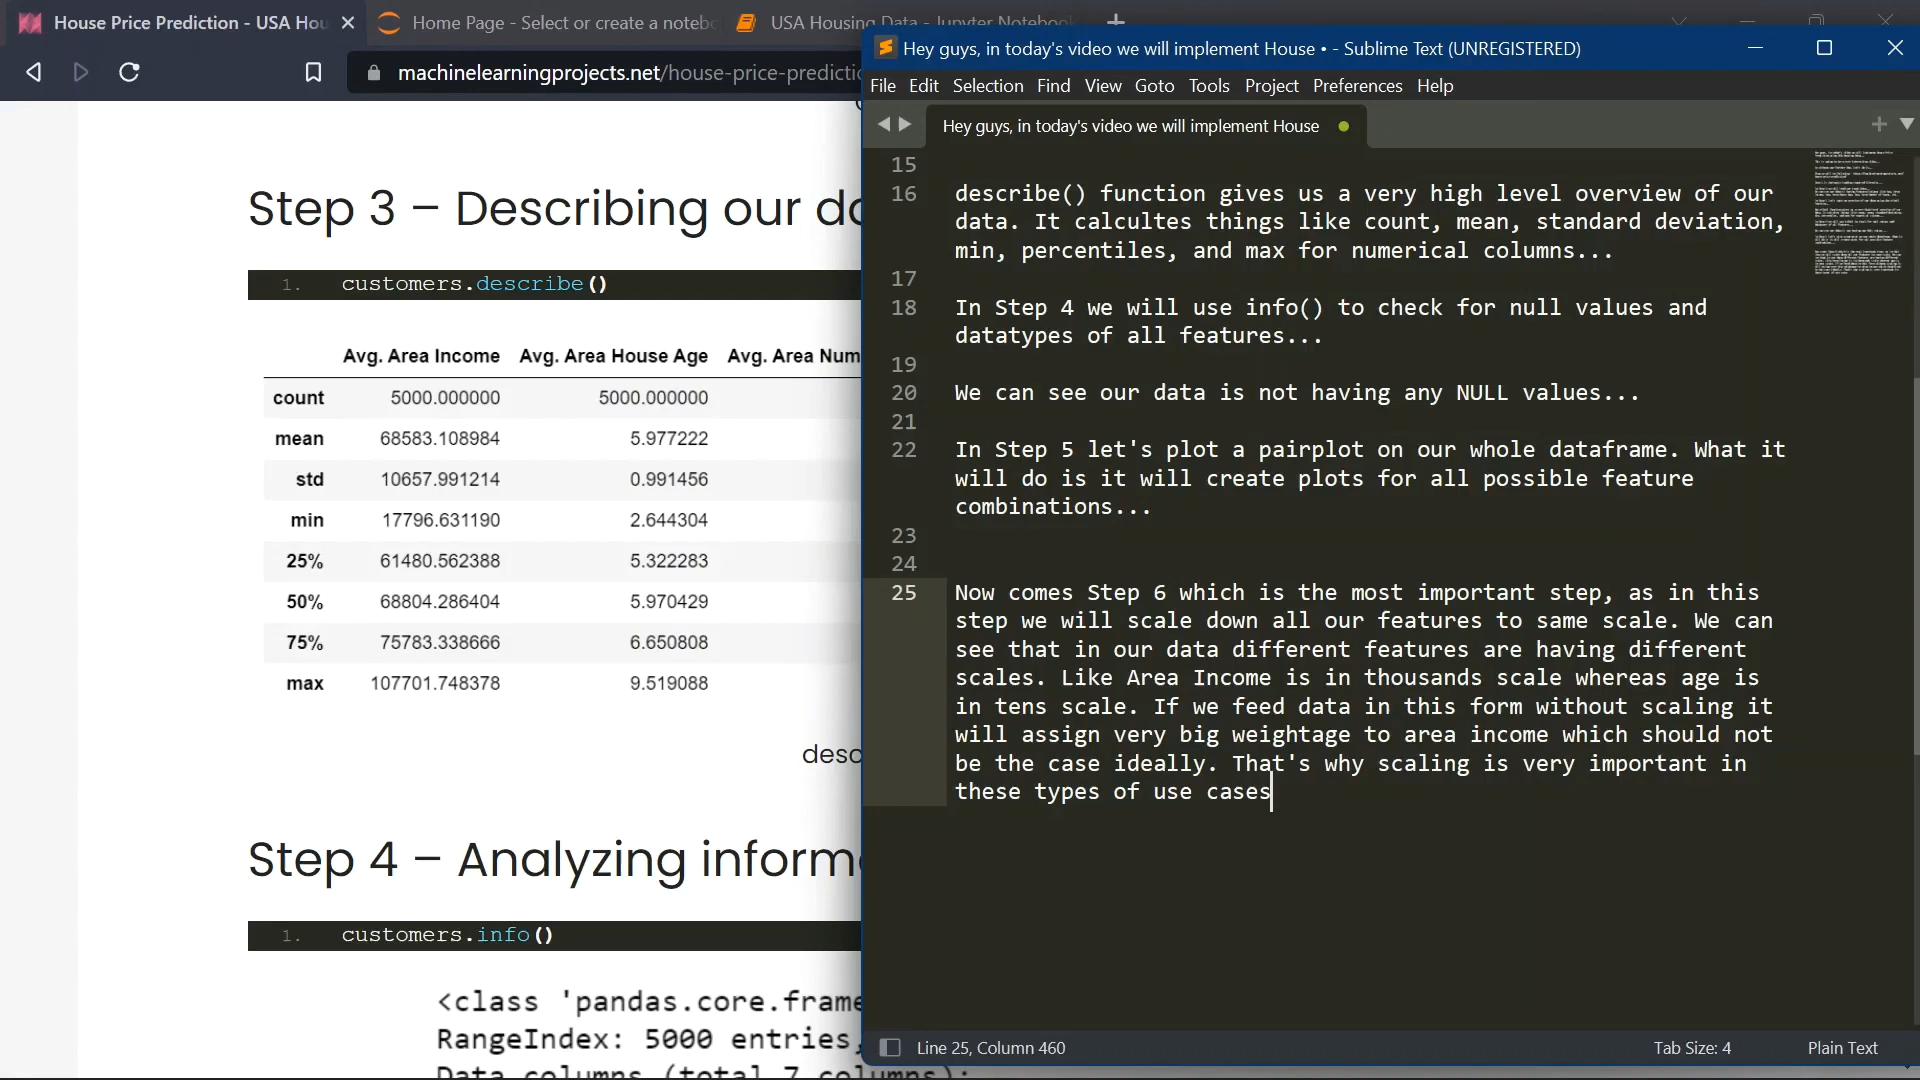 House Price Prediction - USA Hou
Home Page - Select or create a noteb
USA Housing Data - Jupyter Notebook
machinelearningprojects.net/house-price-predictic
Step 3 – Describing our da
1. customers.describe()
Avg. Area Income Avg. Area House Age Avg. Area Num
count 5000.000000 5000.000000
mean 68583.108984 5.977222
std 10657.991214 0.991456
min 17796.631190 2.644304
25% 61480.562388 5.322283
50% 68804.286404 5.970429
75% 75783.338666 6.650808
max 107701.748378 9.519088
desc
Step 4 – Analyzing inform
1. customers.info()
<class 'pandas.core.frame
RangeIndex: 5000 entries,
Data columns (total 7 columns):
Hey guys, in today's video we will implement House • - Sublime Text (UNREGISTERED)
File Edit Selection Find View Goto Tools Project Preferences Help
Hey guys, in today's video we will implement House
15
16 describe() function gives us a very high level overview of our
data. It calcultes things like count, mean, standard deviation,
min, percentiles, and max for numerical columns...
17
18 In Step 4 we will use info() to check for null values and
datatypes of all features...
19
20 We can see our data is not having any NULL values...
21
22 In Step 5 let's plot a pairplot on our whole dataframe. What it
will do is it will create plots for all possible feature
combinations...
23
24
25 Now comes Step 6 which is the most important step, as in this
step we will scale down all our features to same scale. We can
see that in our data different features are having different
scales. Like Area Income is in thousands scale whereas age is
in tens scale. If we feed data in this form without scaling it
will assign very big weightage to area income which should not
be the case ideally. That's why scaling is very important in
these types of use cases
Line 25, Column 460
Tab Size: 4
Plain Text